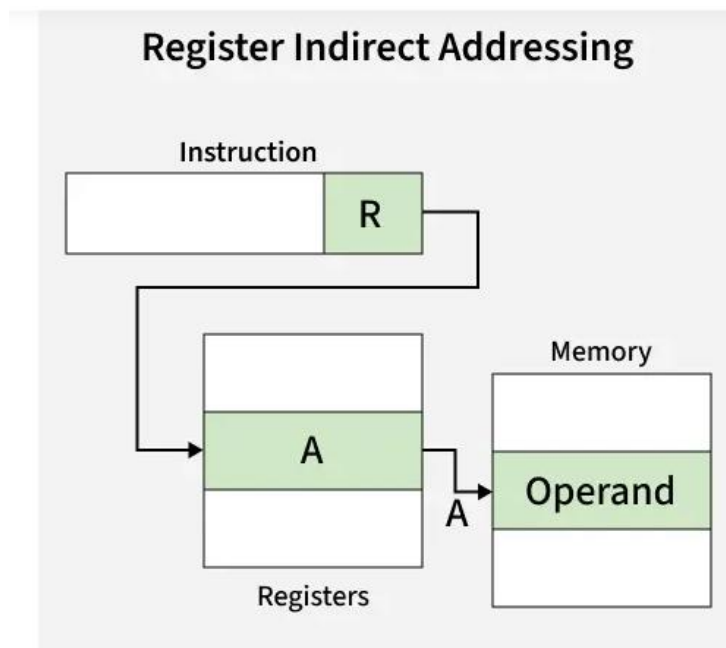 Register Indirect Addressing
Instruction
R
Memory
A
Operand
A
Registers